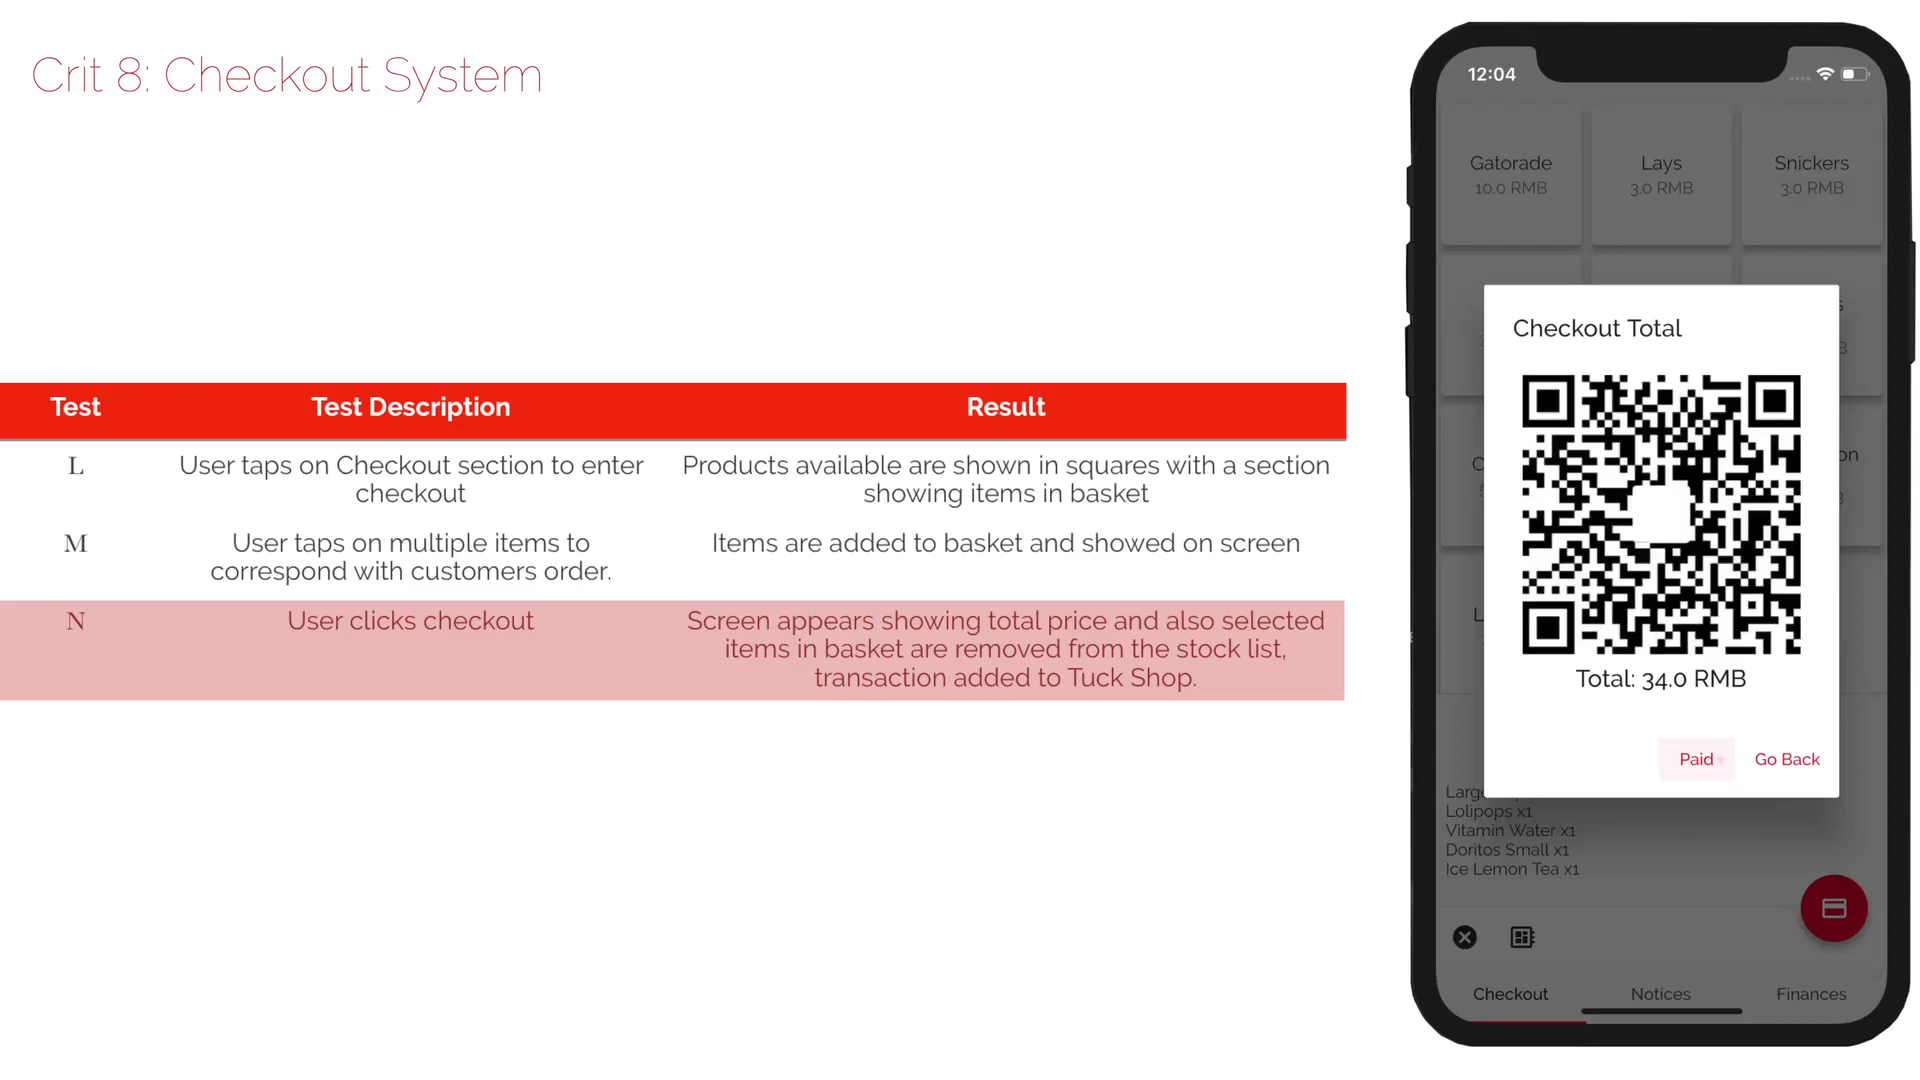 Crit 8: Checkout System
Test Test Description Result
L User taps on Checkout section to enter Products available are shown in squares with a section
checkout showing items in basket
M User taps on multiple items to Items are added to basket and showed on screen
correspond with customers order.
N User clicks checkout Screen appears showing total price and also selected
items in basket are removed from the stock list,
transaction added to Tuck Shop.
12:04
Gatorade Lays Snickers
10.0 RMB 3.0 RMB 3.0 RMB
Checkout Total
Total: 34.0 RMB
Paid Go Back
Lolipops x1
Vitamin Water x1
Doritos Small x1
Ice Lemon Tea x1
Checkout Notices Finances